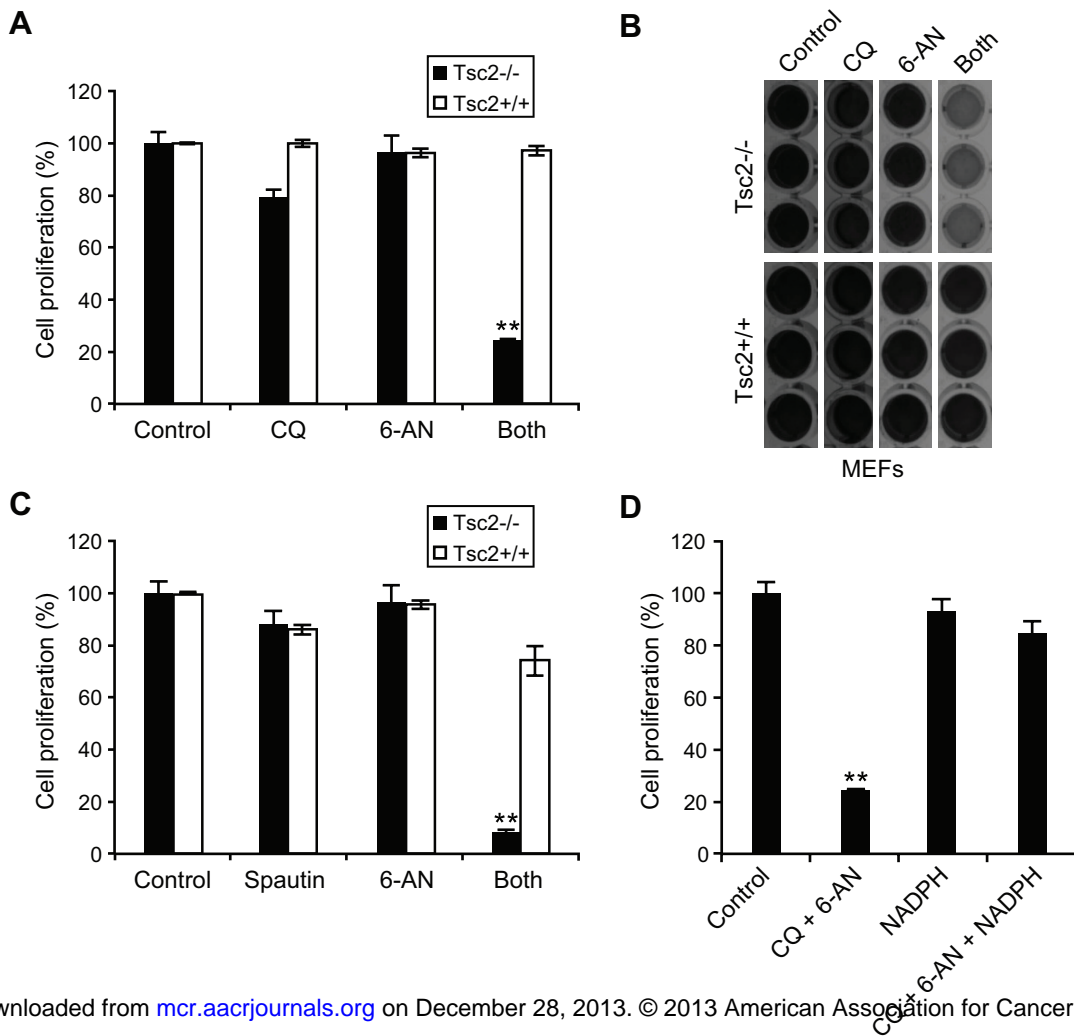 A
Tsc2-/-
Tsc2+/+
Cell proliferation (%)
120
100
80
60
40
20
0
**
Control
CQ
6-AN
Both
B
Control
CQ
6-AN
Both
Tsc2-/-
Tsc2+/+
MEFs
C
Tsc2-/-
Tsc2+/+
Cell proliferation (%)
120
100
80
60
40
20
0
**
Control
Spautin
6-AN
Both
D
Cell proliferation (%)
120
100
80
60
40
20
0
**
Control
CQ + 6-AN
NADPH
CQ + 6-AN + NADPH
wnloaded from mcr.aacrjournals.org on December 28, 2013. © 2013 American Association for Cancer